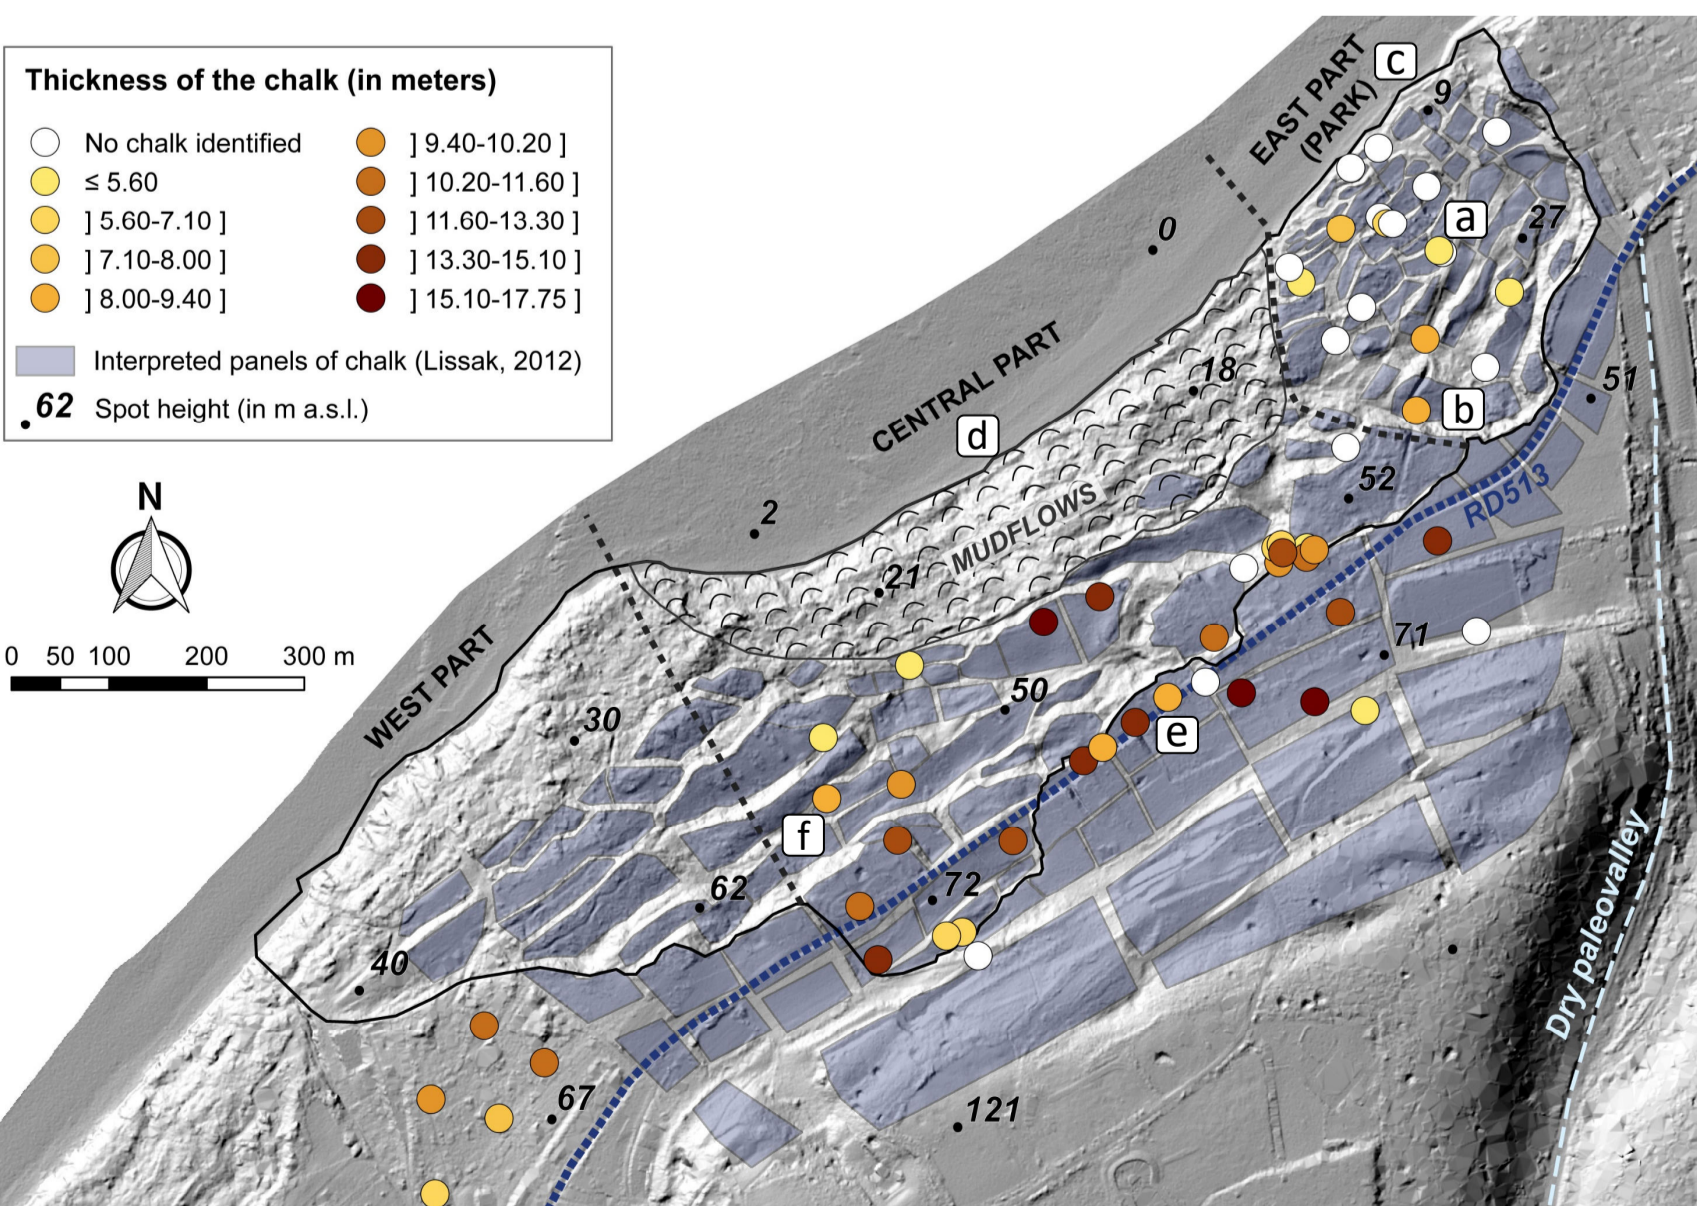 Thickness of the chalk (in meters)
No chalk identified
≤ 5.60
] 5.60-7.10 ]
] 7.10-8.00 ]
] 8.00-9.40 ]
] 9.40-10.20 ]
] 10.20-11.60 ]
] 11.60-13.30 ]
] 13.30-15.10 ]
] 15.10-17.75 ]
Interpreted panels of chalk (Lissak, 2012)
62 Spot height (in m a.s.l.)
N
0 50 100 200 300 m
EAST PART
(PARK)
c
9
a
27
0
CENTRAL PART
18
51
b
d
52
RD513
2
MUDFLOWS
21
71
WEST PART
50
30
e
f
62
72
40
Dry paleovalley
67
121